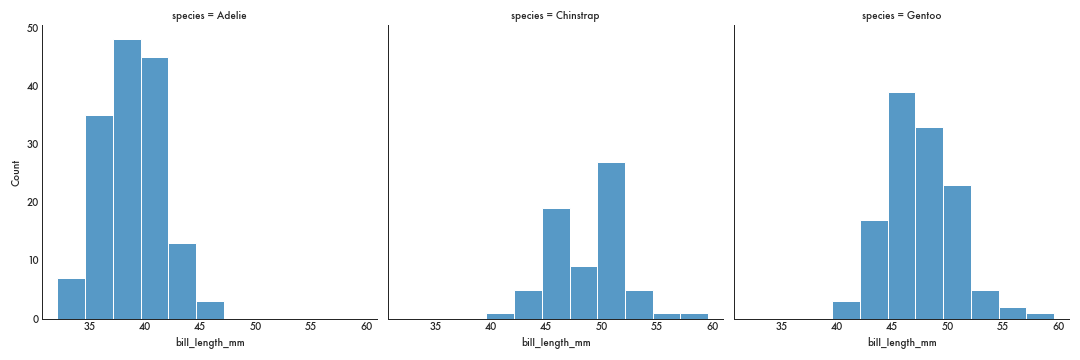 species = Adelie
species = Chinstrap
species = Gentoo
50
40
30
20
10
0
Count
35 40 45 50 55 60
35 40 45 50 55 60
35 40 45 50 55 60
bill_length_mm
bill_length_mm
bill_length_mm